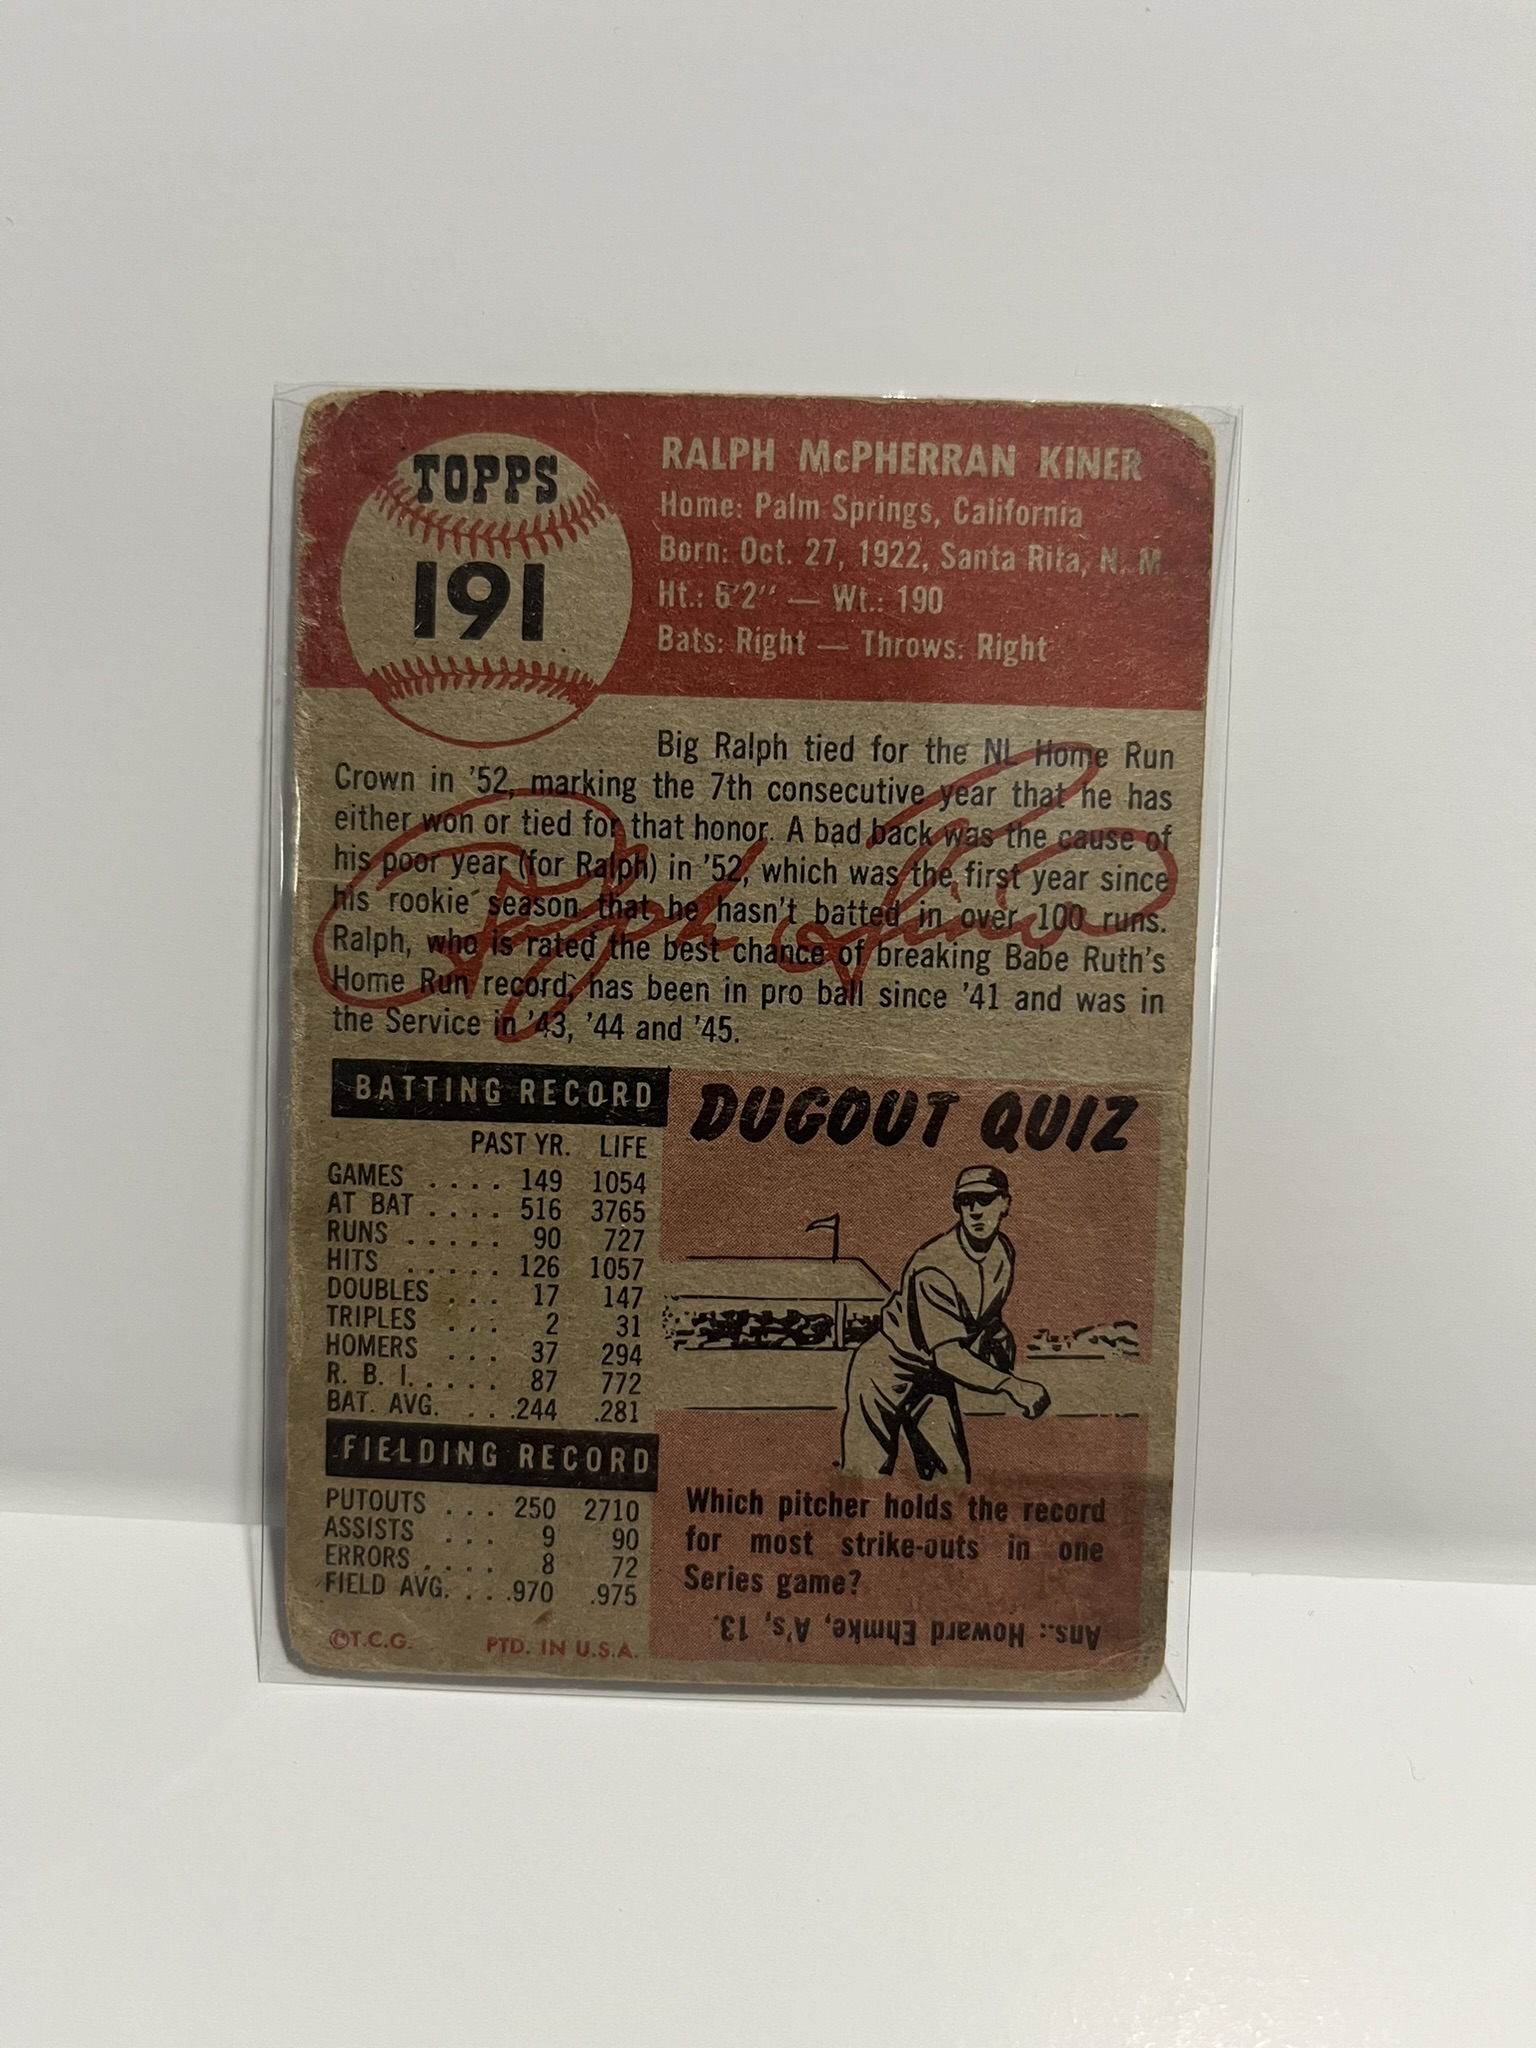 TOPPS
191
RALPH McPHERRAN KINER
Home: Palm Springs, California
Born: Oct. 27, 1922, Santa Rita, N. M.
Ht.: 6'2'' — Wt.: 190
Bats: Right — Throws: Right
Big Ralph tied for the NL Home Run
Crown in '52, marking the 7th consecutive year that he has
either won or tied for that honor. A bad back was the cause of
his poor year (for Ralph) in '52, which was the first year since
his rookie season that he hasn't batted in over 100 runs.
Ralph, who is rated the best chance of breaking Babe Ruth's
Home Run record, has been in pro ball since '41 and was in
the Service in '43, '44 and '45.
Ralph Kiner
BATTING RECORD
PAST YR. LIFE
GAMES .... 149 1054
AT BAT .... 516 3765
RUNS ..... 90 727
HITS ..... 126 1057
DOUBLES ... 17 147
TRIPLES ... 2 31
HOMERS ... 37 294
R. B. I. .... 87 772
BAT. AVG. ... .244 .281
FIELDING RECORD
PUTOUTS ... 250 2710
ASSISTS ... 9 90
ERRORS .... 8 72
FIELD AVG. ... .970 .975
©T.C.G. PTD. IN U.S.A.
DUGOUT QUIZ
Which pitcher holds the record
for most strike-outs in one
Series game?
Ans.: Howard Ehmke, A's, 13.